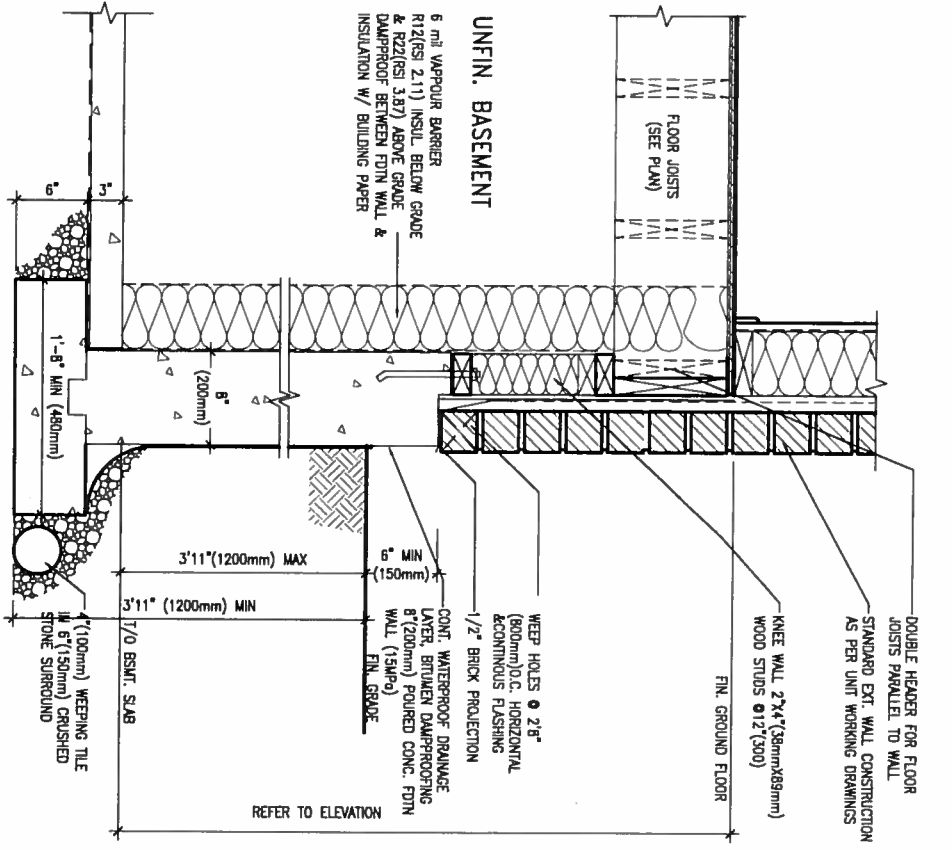 DOUBLE HEADER FOR FLOOR
JOISTS PARALLEL TO WALL
STANDARD EXT. WALL CONSTRUCTION
AS PER UNIT WORKING DRAWINGS
KNEE WALL 2"X4"(38mmX89mm)
WOOD STUDS @12"(300)
FIN. GROUND FLOOR
FLOOR JOISTS
(SEE PLAN)
UNFIN. BASEMENT
6 mil VAPPOUR BARRIER
R12(RSI 2.11) INSUL BELOW GRADE
& R22(RSI 3.87) ABOVE GRADE
DAMPPROOF BETWEEN FDTN WALL &
INSULATION W/ BUILDING PAPER
WEEP HOLES @ 2'8"
(800mm)O.C. HORIZONTAL
&CONTINOUS FLASHING
1/2" BRICK PROJECTION
CONT. WATERPROOF DRAINAGE
LAYER, BITUMEN DAMPPROOFING
8"(200mm) POURED CONC. FDTN
WALL (15MPa)
6" MIN
(150mm)
FIN. GRADE
8"
(200mm)
3'11"(1200mm) MAX
3'11" (1200mm) MIN
REFER TO ELEVATION
T/O BSMT. SLAB
3"
6"
1'-8" MIN (480mm)
4"(100mm) WEEPING TILE
IN 6"(150mm) CRUSHED
STONE SURROUND